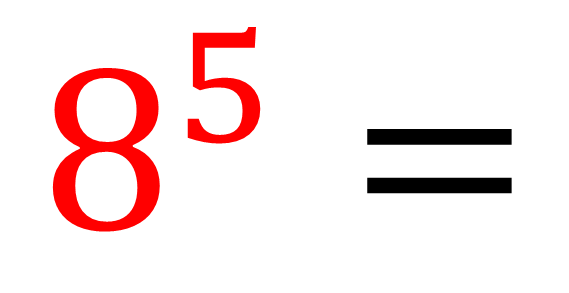 8⁵ =